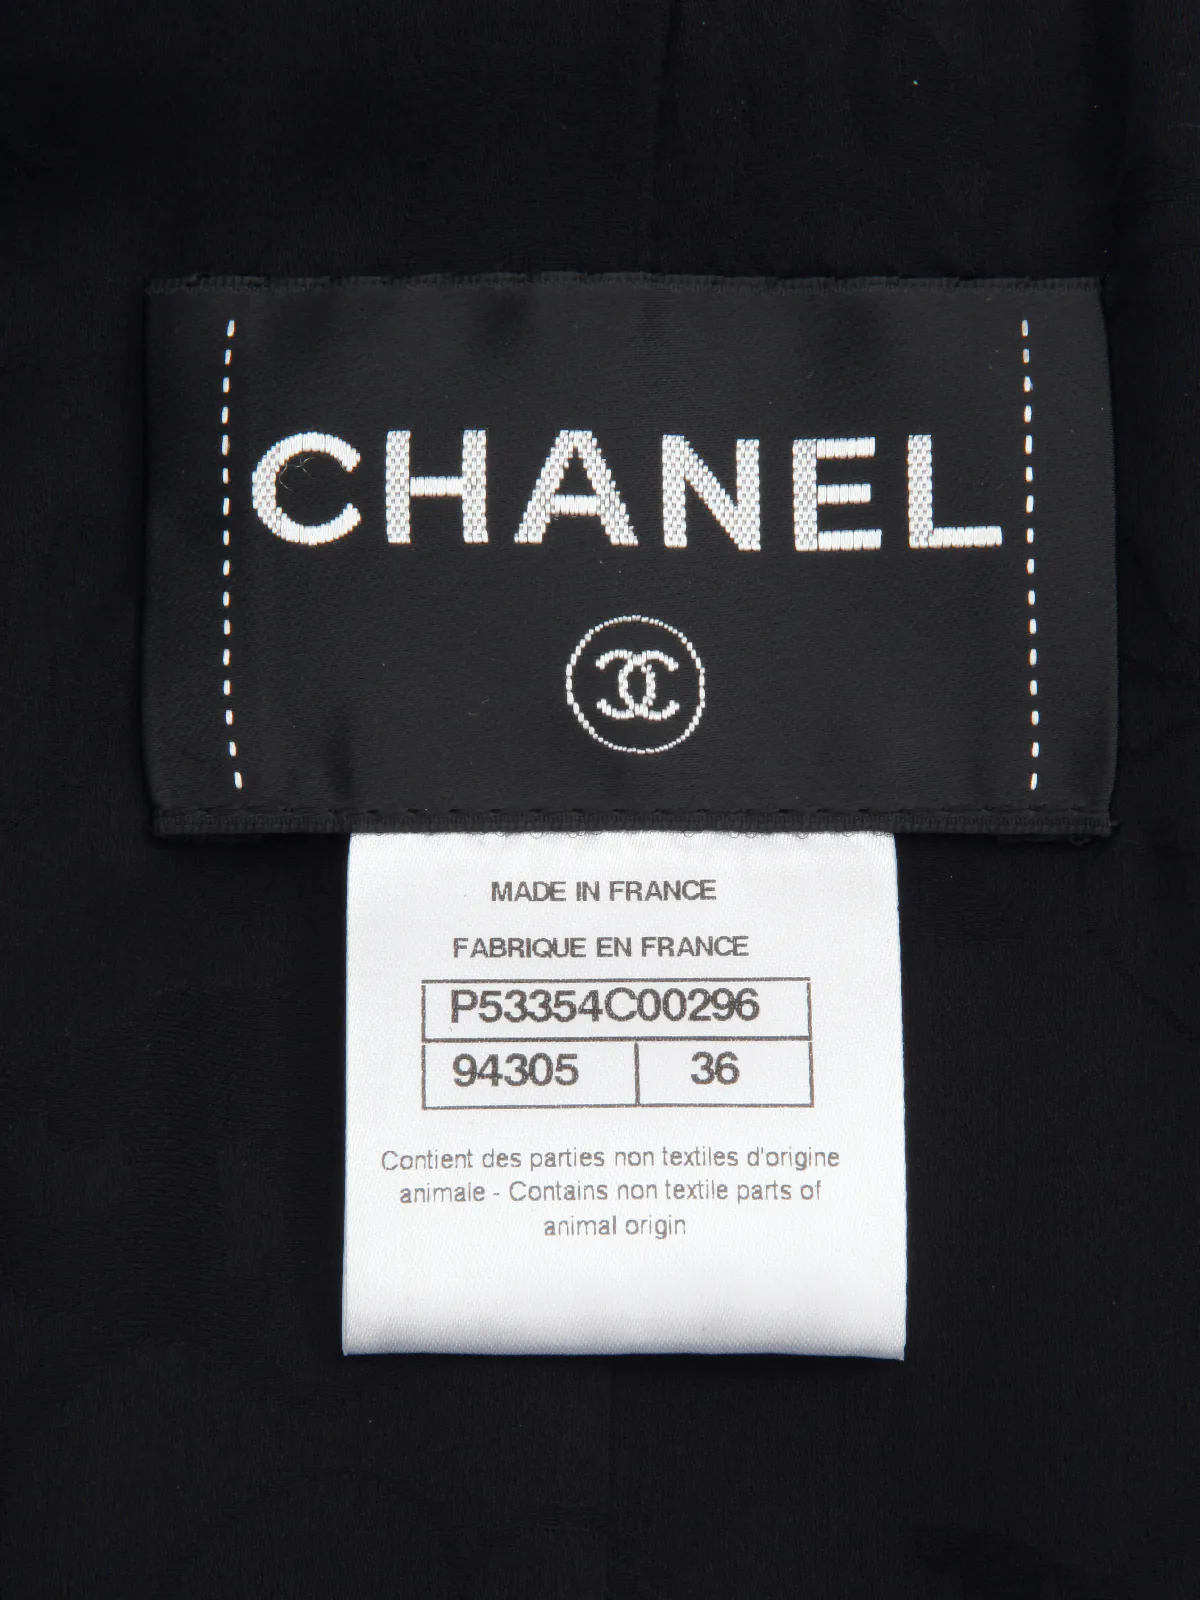 CHANEL
MADE IN FRANCE
FABRIQUE EN FRANCE
P53354C00296
94305 36
Contient des parties non textiles d'origine
animale - Contains non textile parts of
animal origin